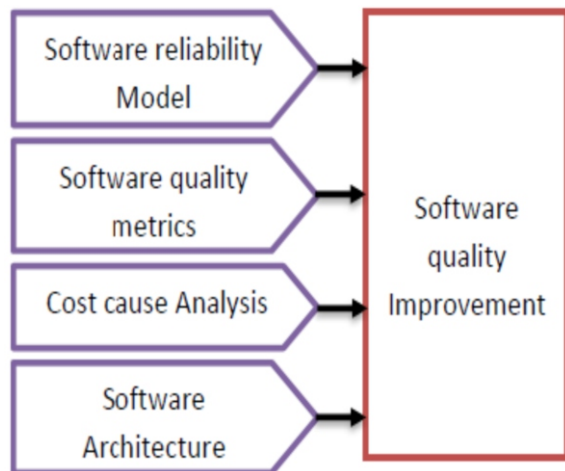 Software reliability
Model
Software quality
metrics
Cost cause Analysis
Software
Architecture
Software
quality
Improvement